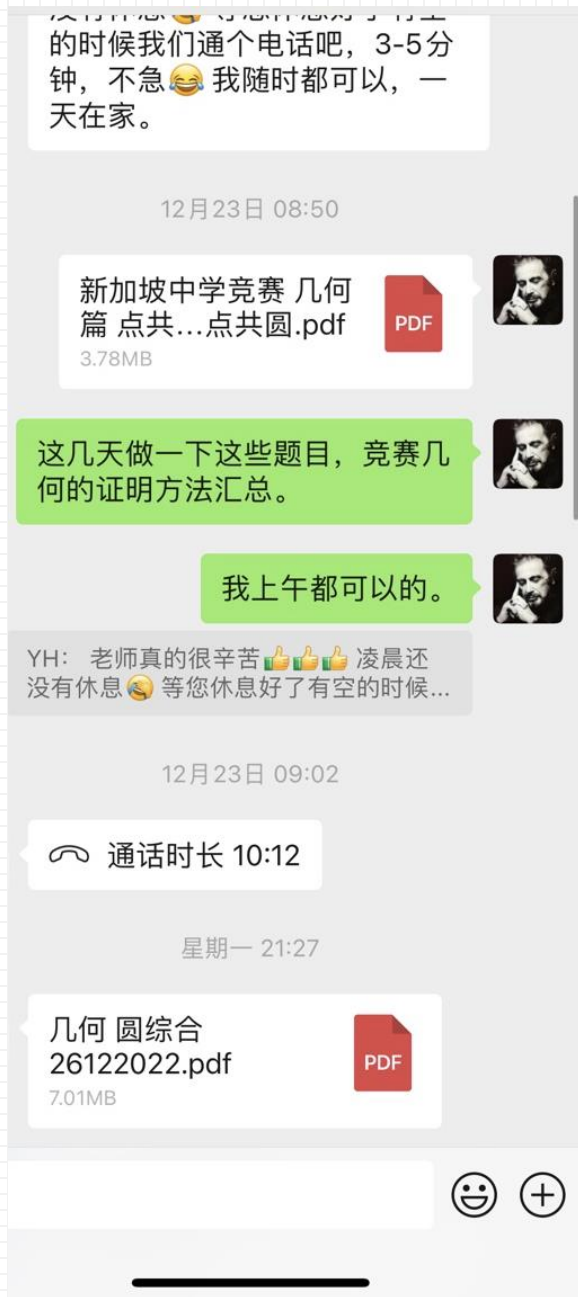 的时候我们通个电话吧，3-5分
钟，不急😂 我随时都可以，一
天在家。
12月23日 08:50
新加坡中学竞赛 几何
篇 点共…点共圆.pdf
PDF
3.78MB
这几天做一下这些题目，竞赛几
何的证明方法汇总。
我上午都可以的。
YH： 老师真的很辛苦👍👍👍 凌晨还
没有休息🤣 等您休息好了有空的时候...
12月23日 09:02
通话时长 10:12
星期一 21:27
几何 圆综合
26122022.pdf
PDF
7.01MB